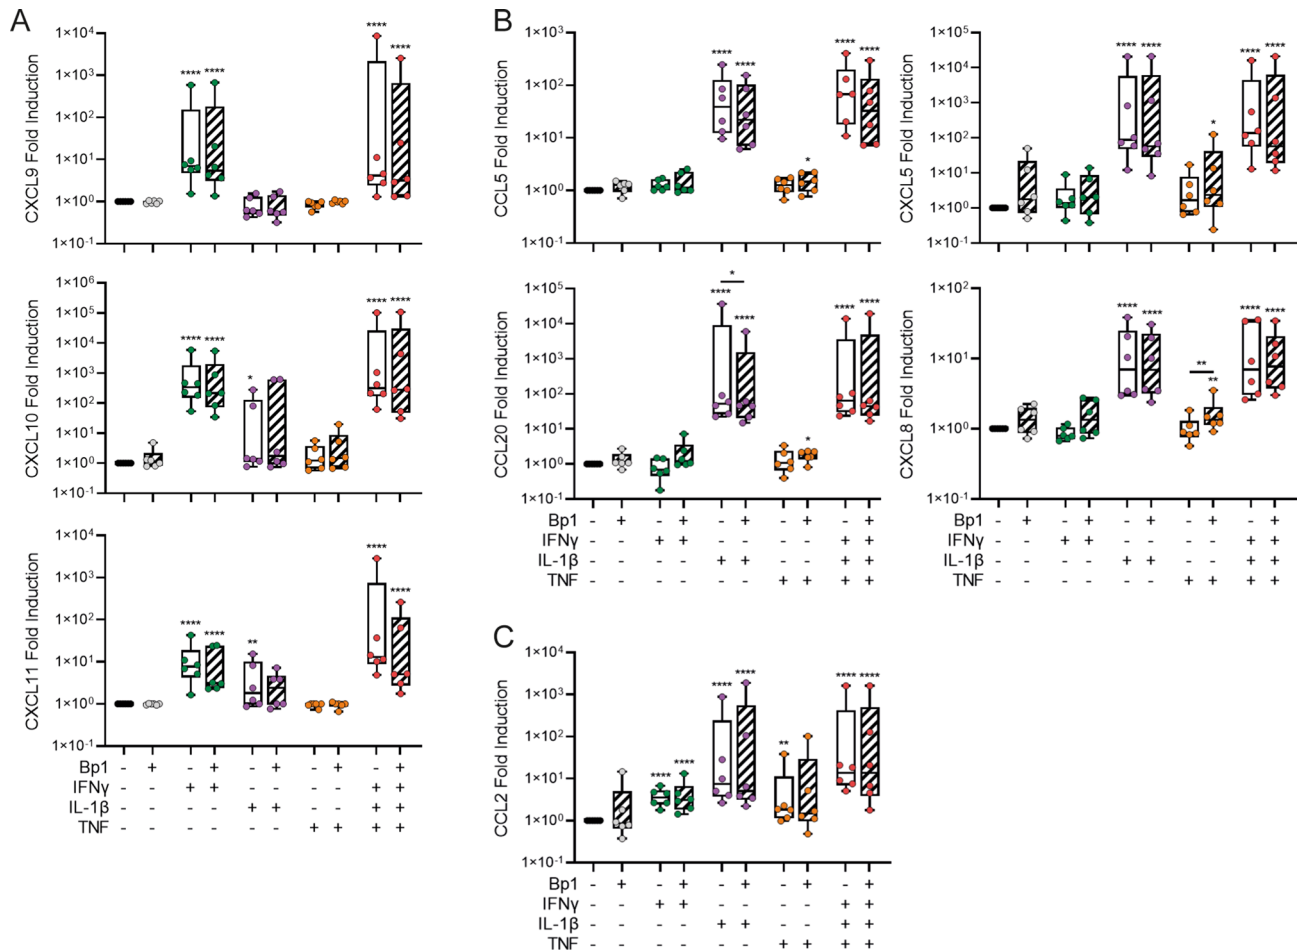 A
CXCL9 Fold Induction
1×10⁴
1×10³
1×10²
1×10¹
1×10⁰
1×10⁻¹
**** **** **** ****
CXCL10 Fold Induction
1×10⁶
1×10⁵
1×10⁴
1×10³
1×10²
1×10¹
1×10⁰
1×10⁻¹
**** **** * **** ****
CXCL11 Fold Induction
1×10⁴
1×10³
1×10²
1×10¹
1×10⁰
1×10⁻¹
**** **** ** **** ****
Bp1 - + - + - + - + - +
IFNγ - - + + - - - - + +
IL-1β - - - - + + - - + +
TNF - - - - - - + + + +
B
CCL5 Fold Induction
1×10³
1×10²
1×10¹
1×10⁰
1×10⁻¹
**** **** * **** ****
CXCL5 Fold Induction
1×10⁵
1×10⁴
1×10³
1×10²
1×10¹
1×10⁰
1×10⁻¹
**** **** * **** ****
CCL20 Fold Induction
1×10⁵
1×10⁴
1×10³
1×10²
1×10¹
1×10⁰
1×10⁻¹
*
**** **** * **** ****
Bp1 - + - + - + - + - +
IFNγ - - + + - - - - + +
IL-1β - - - - + + - - + +
TNF - - - - - - + + + +
CXCL8 Fold Induction
1×10²
1×10¹
1×10⁰
1×10⁻¹
**
**** **** ** **** ****
Bp1 - + - + - + - + - +
IFNγ - - + + - - - - + +
IL-1β - - - - + + - - + +
TNF - - - - - - + + + +
C
CCL2 Fold Induction
1×10⁴
1×10³
1×10²
1×10¹
1×10⁰
1×10⁻¹
**** **** **** **** ** **** ****
Bp1 - + - + - + - + - +
IFNγ - - + + - - - - + +
IL-1β - - - - + + - - + +
TNF - - - - - - + + + +